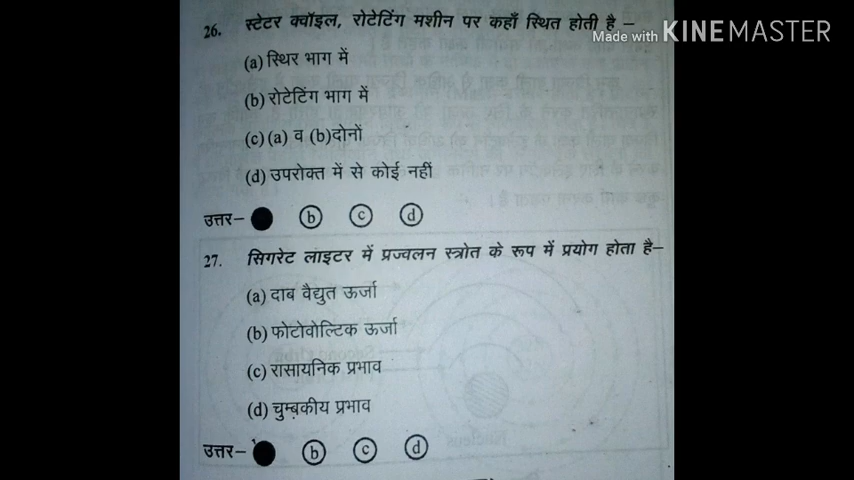 Made with KINEMASTER
26. स्टेटर क्वॉइल, रोटेटिंग मशीन पर कहाँ स्थित होती है –
(a) स्थिर भाग में
(b) रोटेटिंग भाग में
(c) (a) व (b) दोनों
(d) उपरोक्त में से कोई नहीं
उत्तर– b c d
27. सिगरेट लाइटर में प्रज्वलन स्त्रोत के रूप में प्रयोग होता है–
(a) दाब वैद्युत ऊर्जा
(b) फोटोवोल्टिक ऊर्जा
(c) रासायनिक प्रभाव
(d) चुम्बकीय प्रभाव
उत्तर– b c d